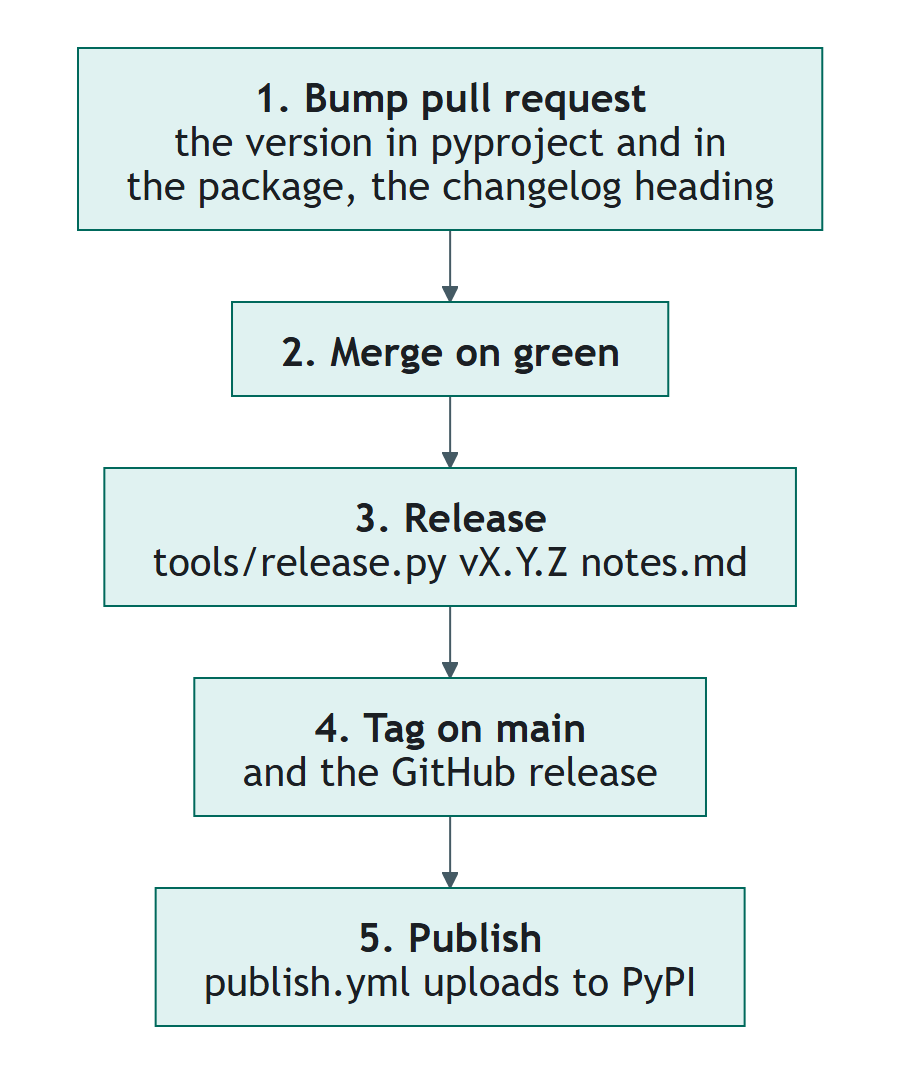 1. Bump pull request
the version in pyproject and in
the package, the changelog heading
2. Merge on green
3. Release
tools/release.py vX.Y.Z notes.md
4. Tag on main
and the GitHub release
5. Publish
publish.yml uploads to PyPI